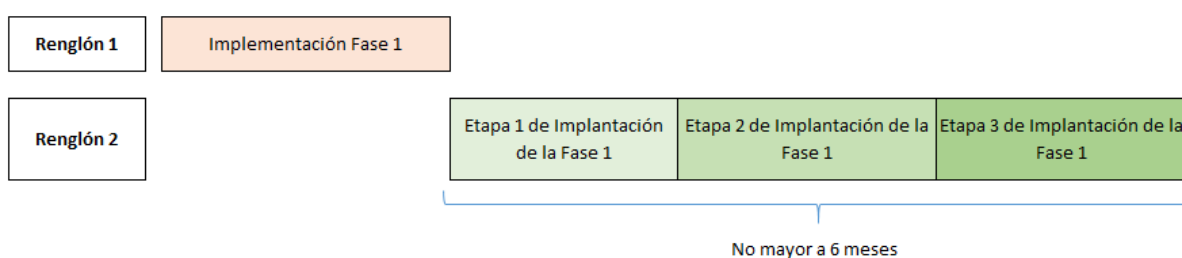 Renglón 1
Implementación Fase 1
Renglón 2
Etapa 1 de Implantación
de la Fase 1
Etapa 2 de Implantación de la
Fase 1
Etapa 3 de Implantación de la
Fase 1
No mayor a 6 meses